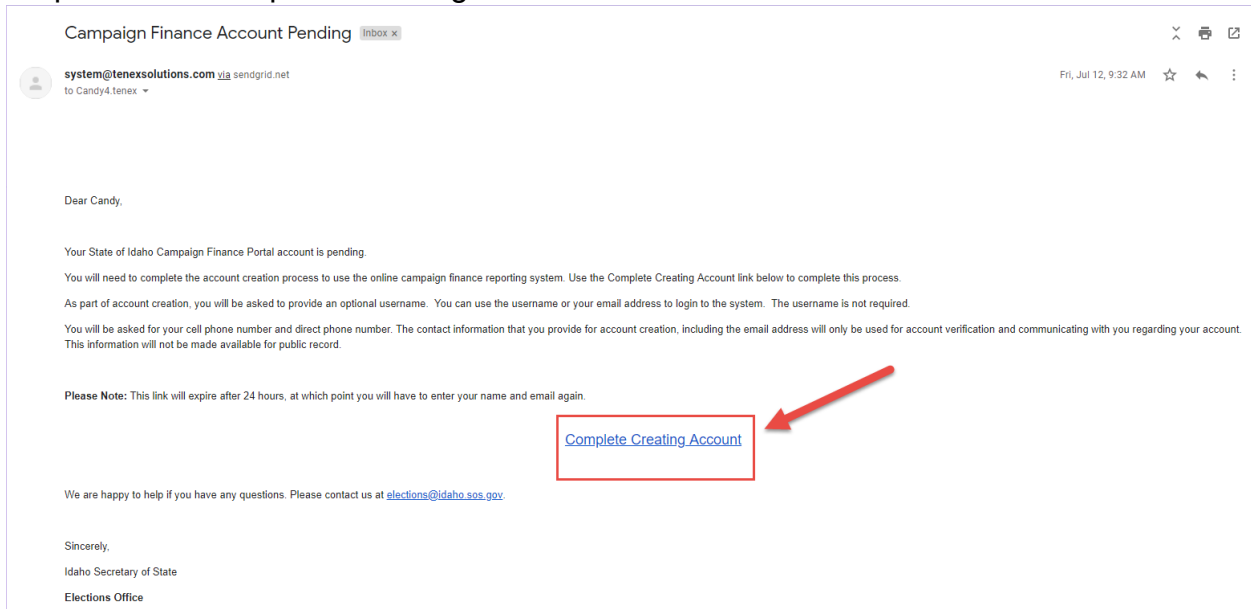 Campaign Finance Account Pending Inbox x
system@tenexsolutions.com via sendgrid.net
Fri, Jul 12, 9:32 AM
to Candy4.tenex
Dear Candy,
Your State of Idaho Campaign Finance Portal account is pending.
You will need to complete the account creation process to use the online campaign finance reporting system. Use the Complete Creating Account link below to complete this process.
As part of account creation, you will be asked to provide an optional username. You can use the username or your email address to login to the system. The username is not required.
You will be asked for your cell phone number and direct phone number. The contact information that you provide for account creation, including the email address will only be used for account verification and communicating with you regarding your account.
This information will not be made available for public record.
Please Note: This link will expire after 24 hours, at which point you will have to enter your name and email again.
Complete Creating Account
We are happy to help if you have any questions. Please contact us at elections@idaho.sos.gov.
Sincerely,
Idaho Secretary of State
Elections Office